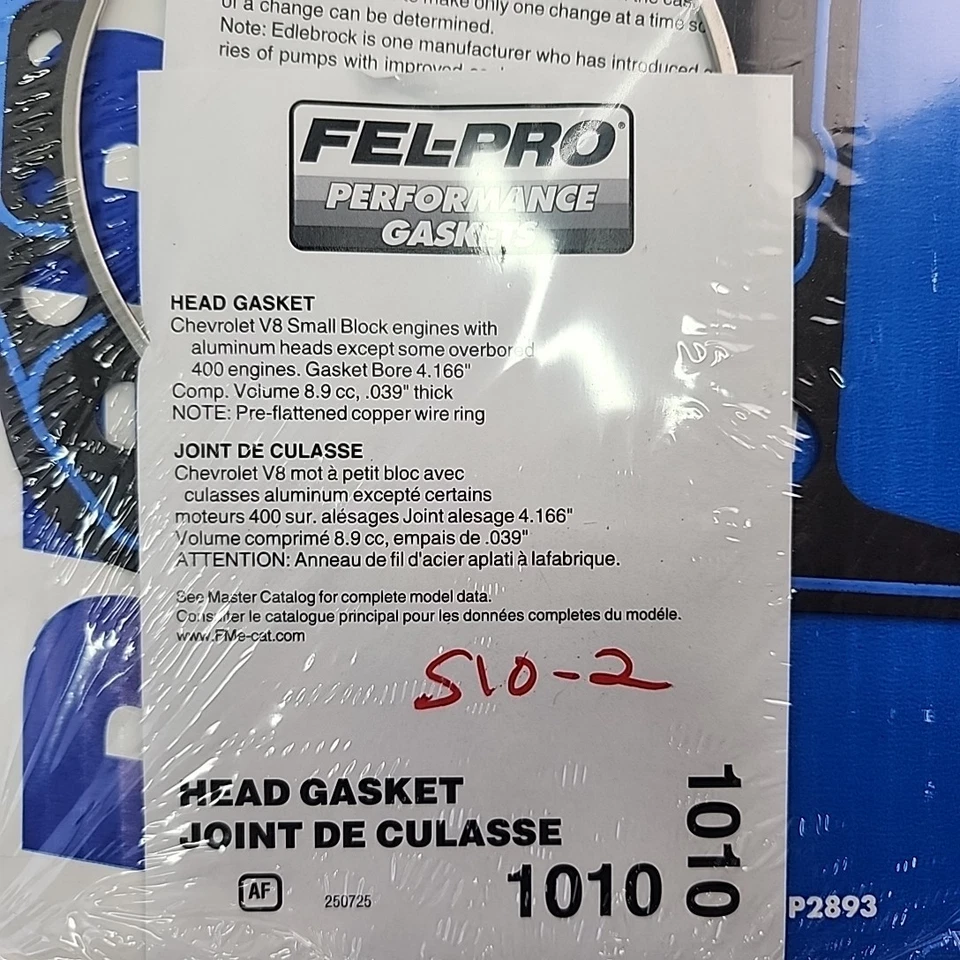 of a change can be determined.
make only one change at a time
Note: Edlebrock is one manufacturer who has introduced
ries of pumps with improved
FEL-PRO®
PERFORMANCE
GASKETS
HEAD GASKET
Chevrolet V8 Small Block engines with
aluminum heads except some overbored
400 engines. Gasket Bore 4.166"
Comp. Volume 8.9 cc, .039" thick
NOTE: Pre-flattened copper wire ring
JOINT DE CULASSE
Chevrolet V8 mot à petit bloc avec
culasses aluminum excepté certains
moteurs 400 sur. alésages Joint alesage 4.166"
Volume comprimé 8.9 cc, empais de .039"
ATTENTION: Anneau de fil d'acier aplati à lafabrique.
See Master Catalog for complete model data.
Consulter le catalogue principal pour les données completes du modéle.
www.FMe-cat.com
S10-2
HEAD GASKET
JOINT DE CULASSE
1010
AF
250725
1010
P2893